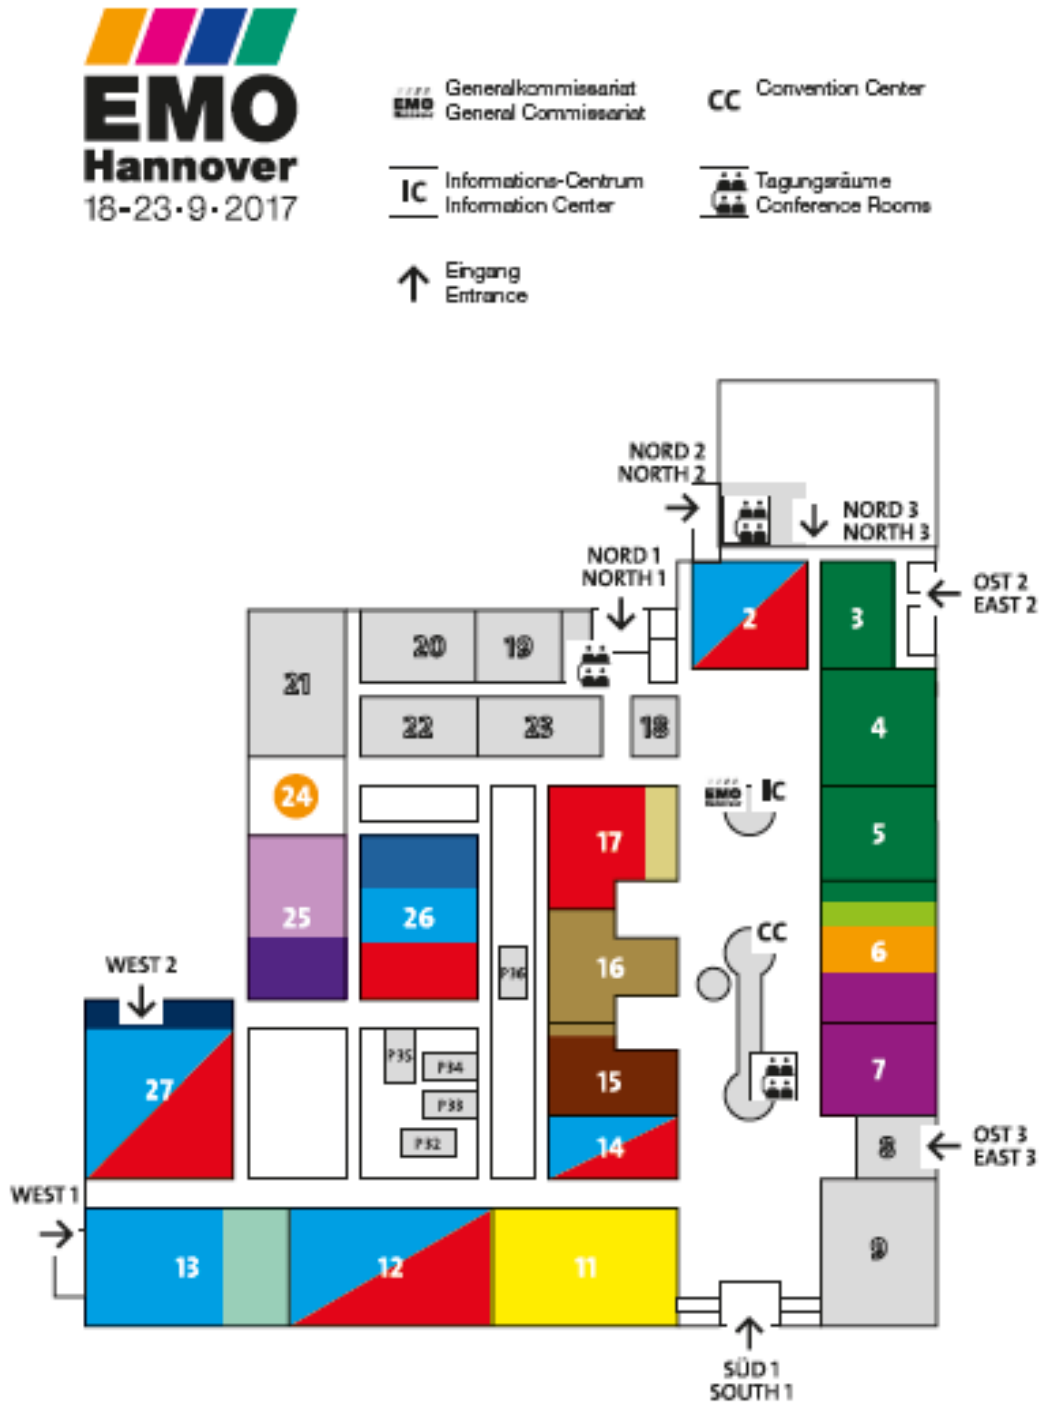 EMO
Hannover
18-23·9·2017
EMO
Hannover
Generalkommissariat
General Commissariat
CC
Convention Center
IC
Informations-Centrum
Information Center
Tagungsräume
Conference Rooms
Eingang
Entrance
NORD 2
NORTH 2
NORD 3
NORTH 3
NORD 1
NORTH 1
OST 2
EAST 2
2
3
20
19
21
22
23
18
4
24
EMO
Hannover
IC
17
5
25
26
CC
6
16
P36
WEST 2
P35
P34
15
7
27
P33
P32
14
8
OST 3
EAST 3
WEST 1
13
12
11
9
SÜD 1
SOUTH 1